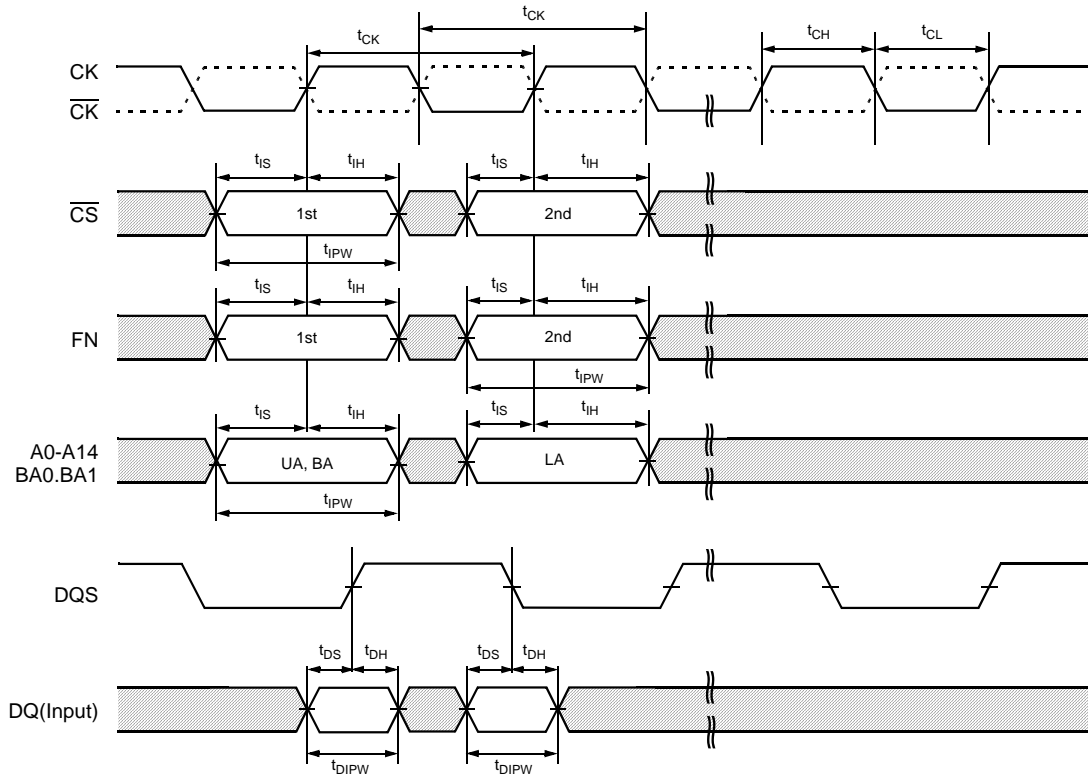 tCK
tCK
tCH
tCL
CK
CK
tIS
tIH
tIS
tIH
CS
1st
2nd
tIPW
tIS
tIH
tIS
tIH
FN
1st
2nd
tIPW
tIS
tIH
tIS
tIH
A0-A14
BA0.BA1
UA, BA
LA
tIPW
DQS
tDS
tDH
tDS
tDH
DQ(Input)
tDIPW
tDIPW